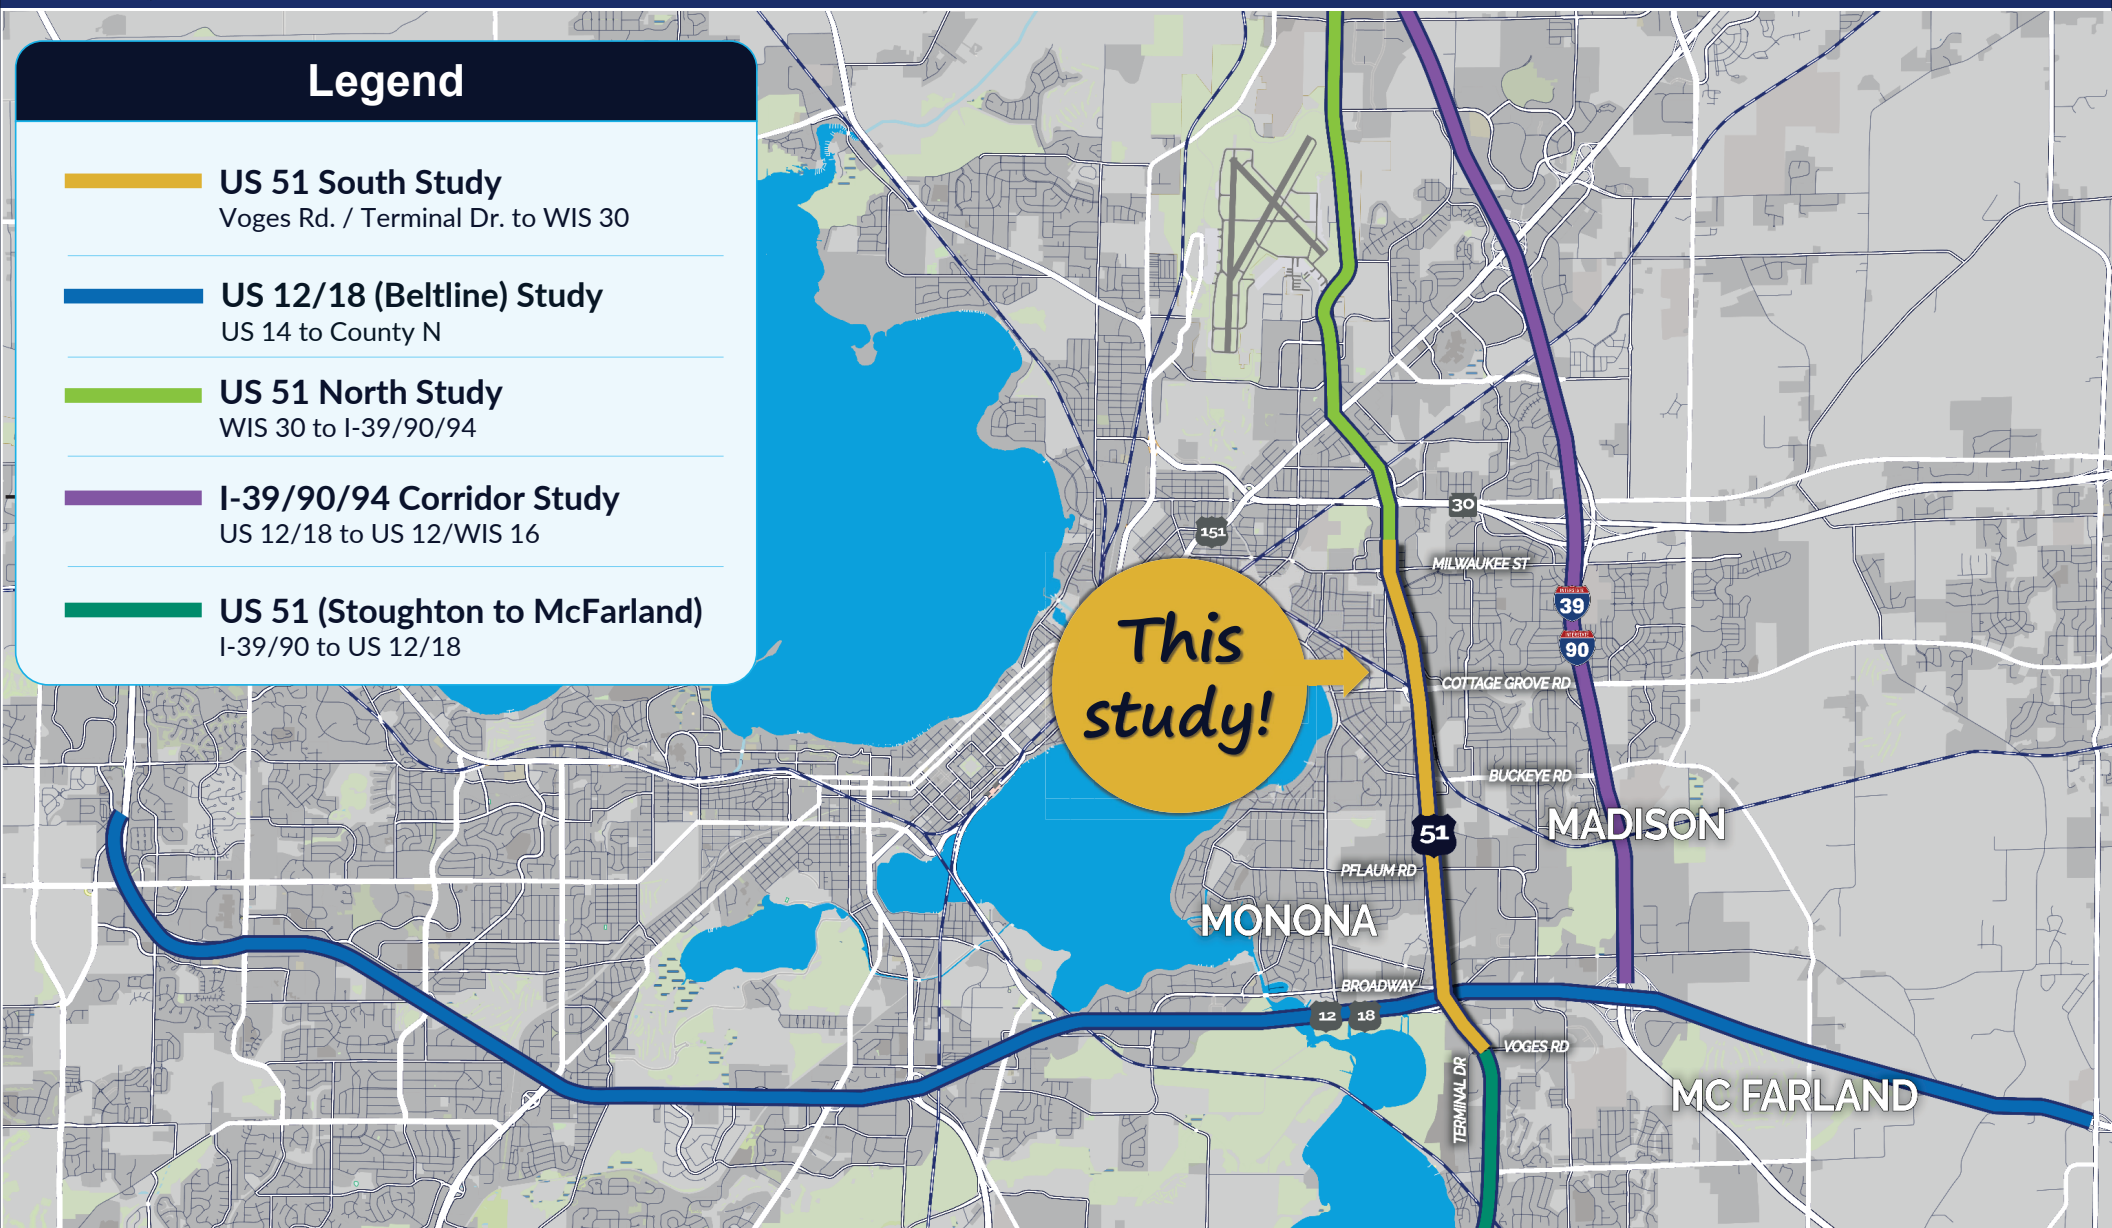 Legend
US 51 South Study
Voges Rd. / Terminal Dr. to WIS 30
US 12/18 (Beltline) Study
US 14 to County N
US 51 North Study
WIS 30 to I-39/90/94
I-39/90/94 Corridor Study
US 12/18 to US 12/WIS 16
US 51 (Stoughton to McFarland)
I-39/90 to US 12/18
30
151
MILWAUKEE ST
39
90
This
study!
COTTAGE GROVE RD
BUCKEYE RD
MADISON
51
PFLAUM RD
MONONA
BROADWAY
12
18
VOGES RD
TERMINAL DR
MC FARLAND